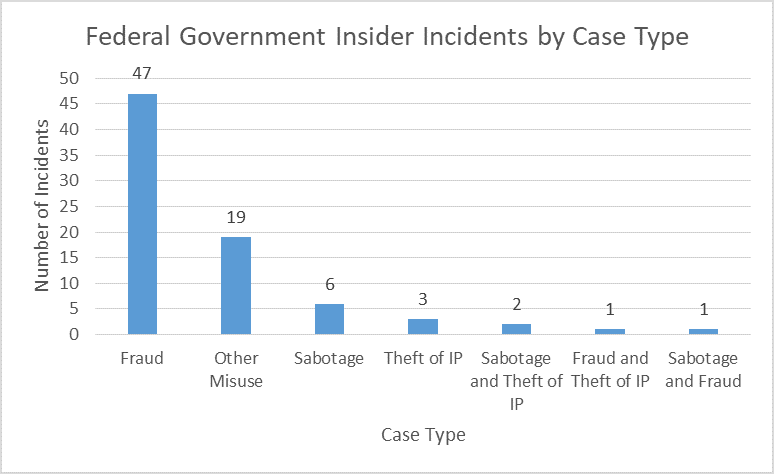 Federal Government Insider Incidents by Case Type
Number of Incidents
50
45
40
35
30
25
20
15
10
5
0
47
19
6
3
2
1
1
Fraud
Other
Misuse
Sabotage
Theft of IP
Sabotage
and Theft of
IP
Fraud and
Theft of IP
Sabotage
and Fraud
Case Type